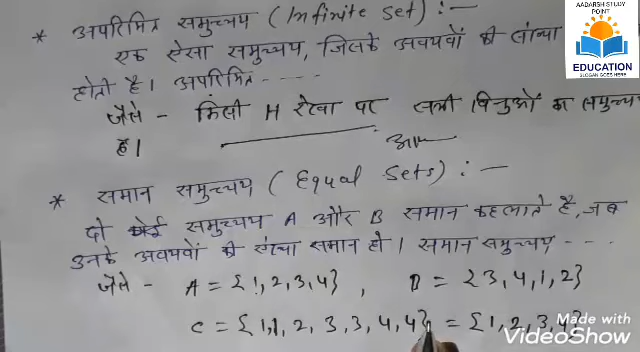 AADARSH STUDY POINT
EDUCATION
SLOGAN GOES HERE
* अपरिमित समुच्चय (Infinite Set) :-
एक ऐसा समुच्चय, जिसके अवयवों की संख्या
होती है। अपरिमित ----
जैसे - किसी रेखा पर सभी बिन्दुओं का समुच्चय
है।
* समान समुच्चय (Equal Sets) :-
दो समुच्चय A और B समान कहलाते है, जब
उनके अवयवों की संख्या समान हो। समान समुच्चय ----
जैसे - A = {1, 2, 3, 4} , B = {3, 4, 1, 2}
C = {1, 1, 2, 3, 3, 4, 4} = {1, 2, 3, 4}
Made with
VideoShow